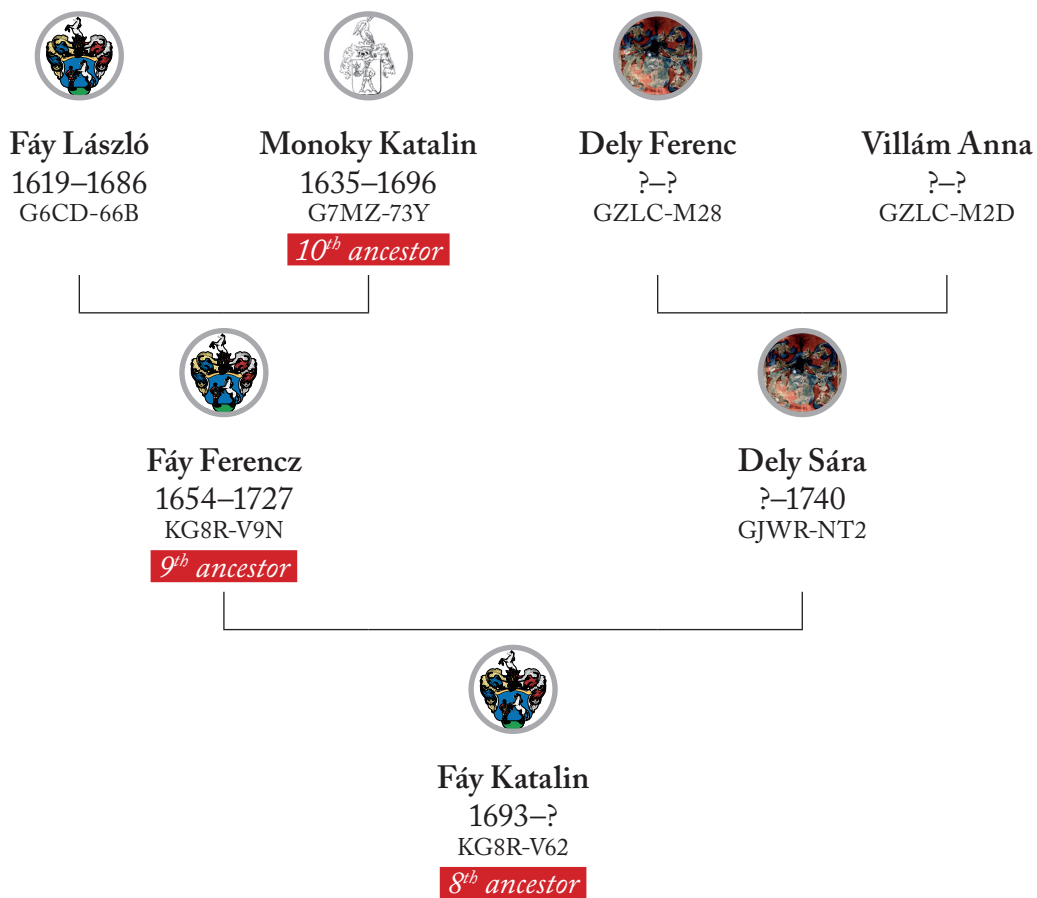 Fáy László
1619–1686
G6CD-66B
Monoky Katalin
1635–1696
G7MZ-73Y
10th ancestor
Dely Ferenc
?–?
GZLC-M28
Villám Anna
?–?
GZLC-M2D
Fáy Ferencz
1654–1727
KG8R-V9N
9th ancestor
Dely Sára
?–1740
GJWR-NT2
Fáy Katalin
1693–?
KG8R-V62
8th ancestor